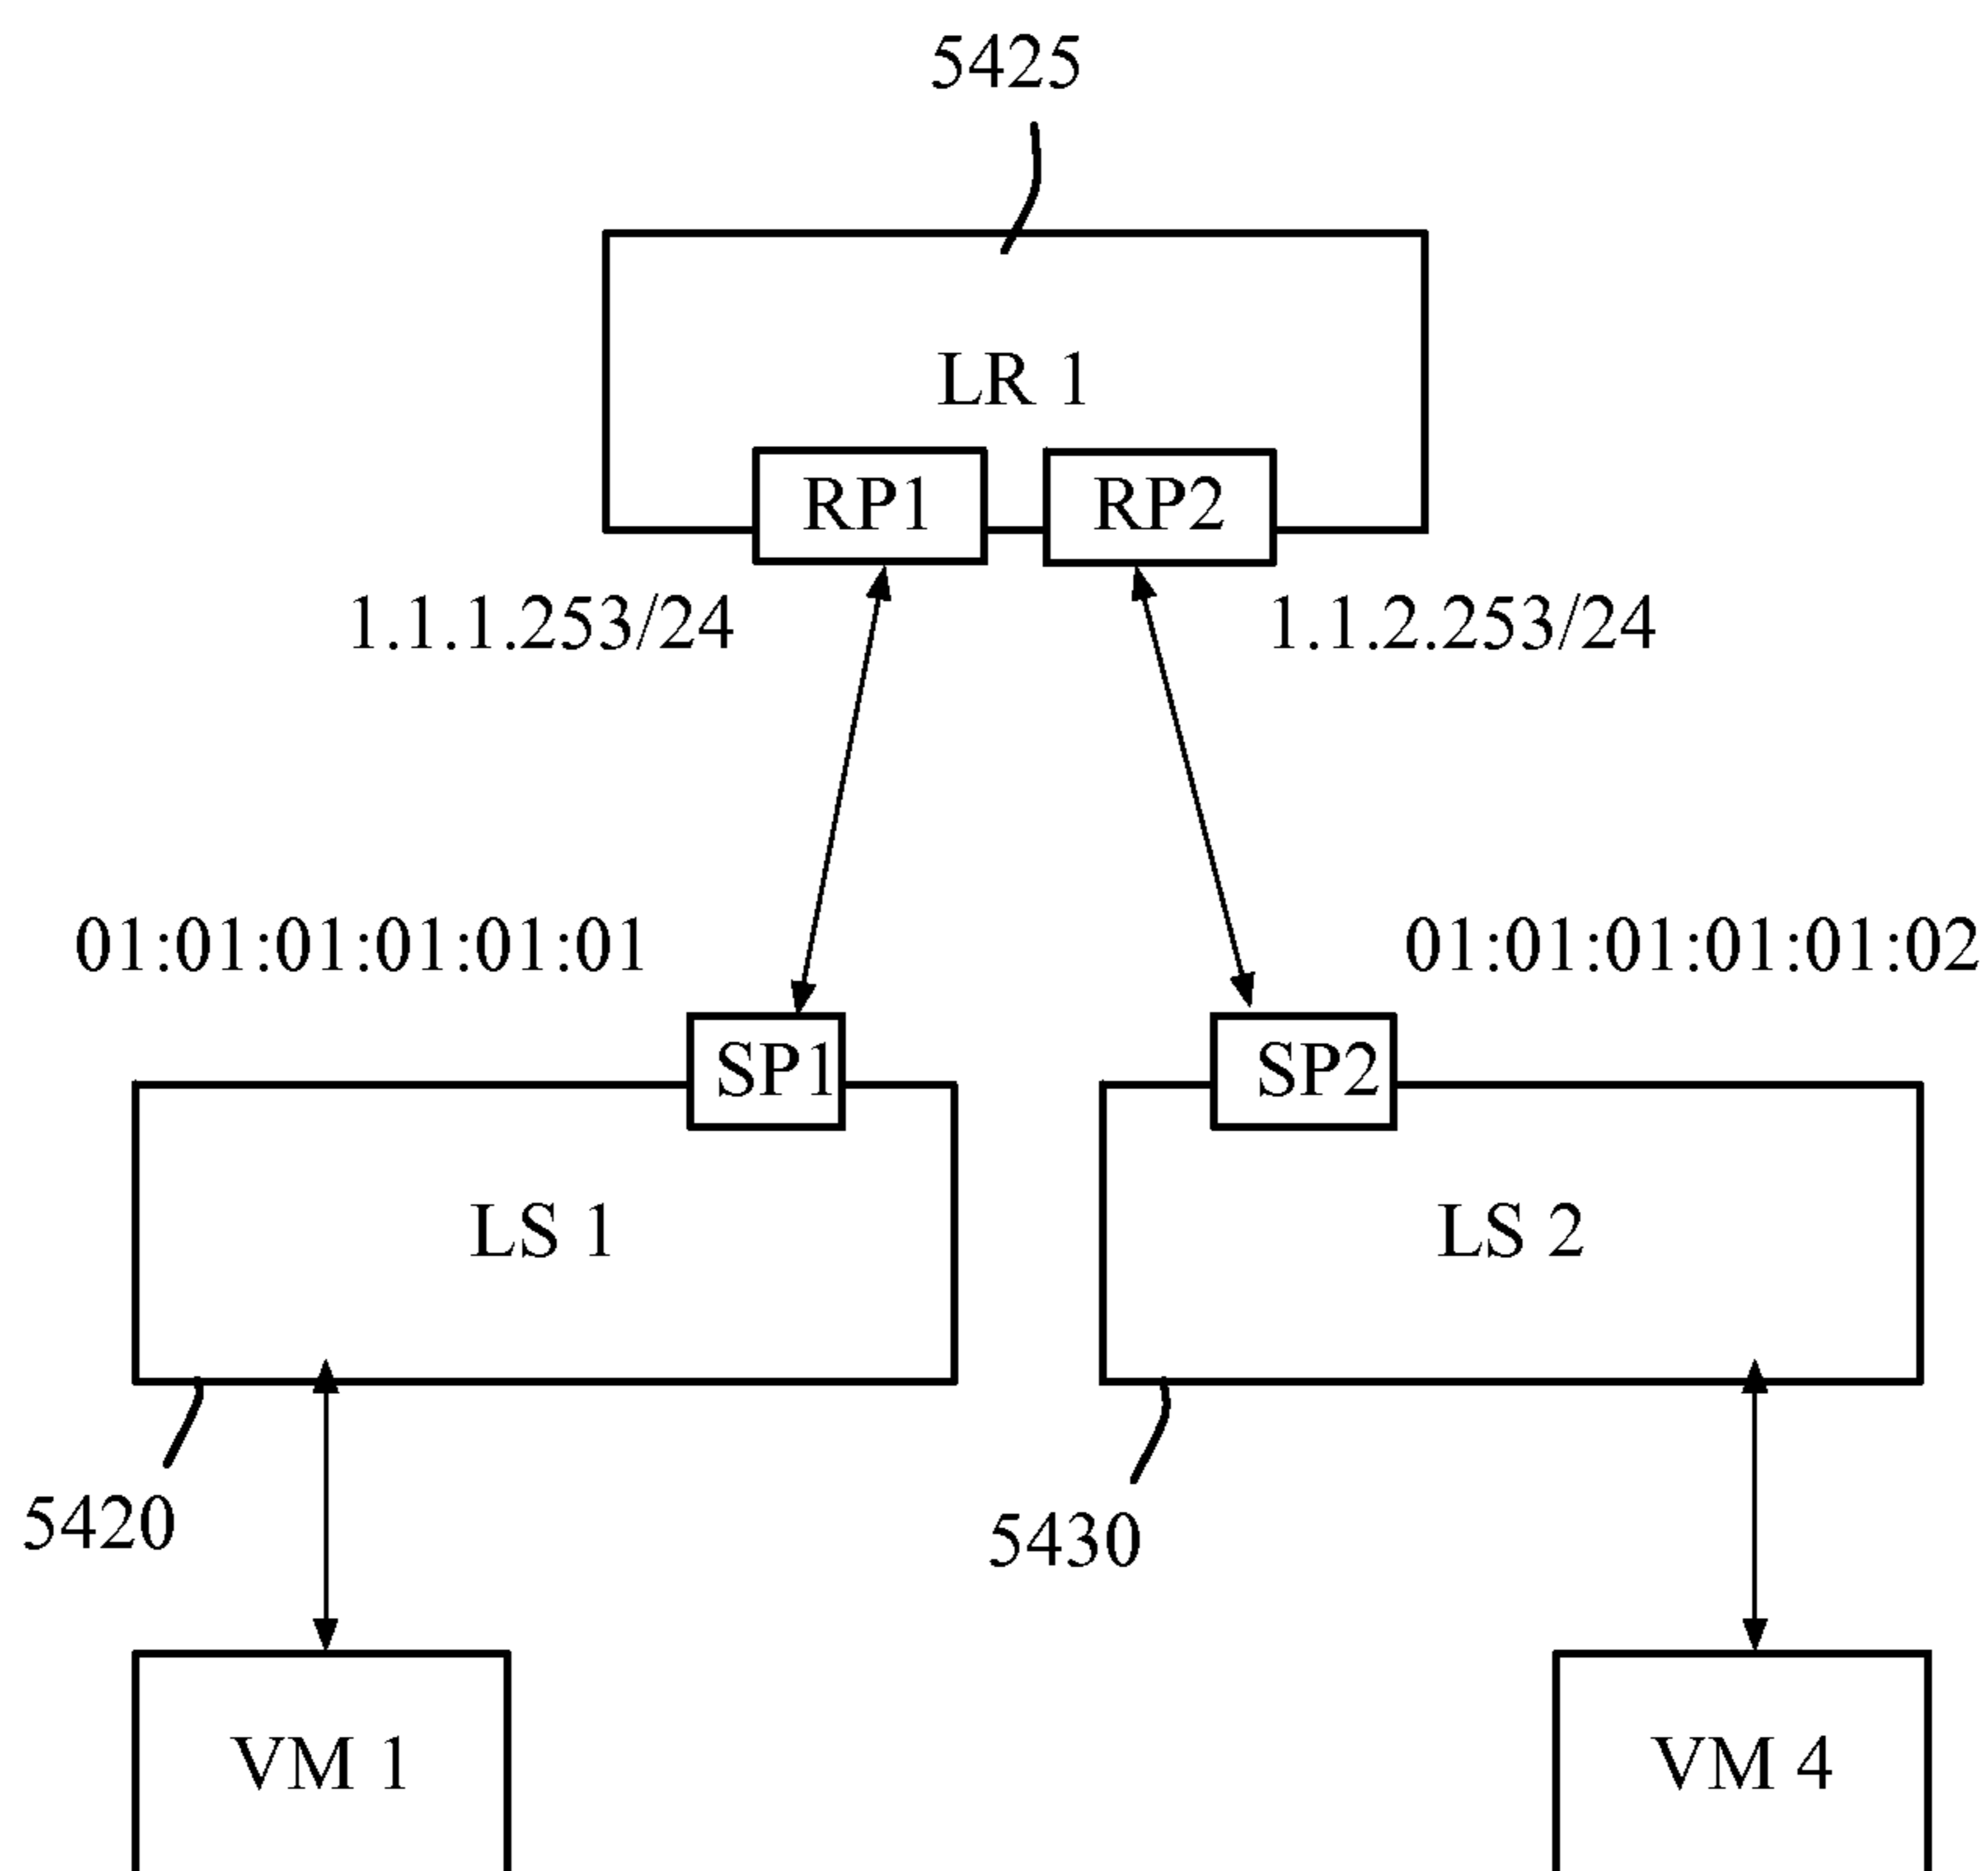 5425
LR 1
RP1 RP2
1.1.1.253/24 1.1.2.253/24
01:01:01:01:01:01 01:01:01:01:01:02
SP1 SP2
LS 1 LS 2
5420 5430
VM 1 VM 4